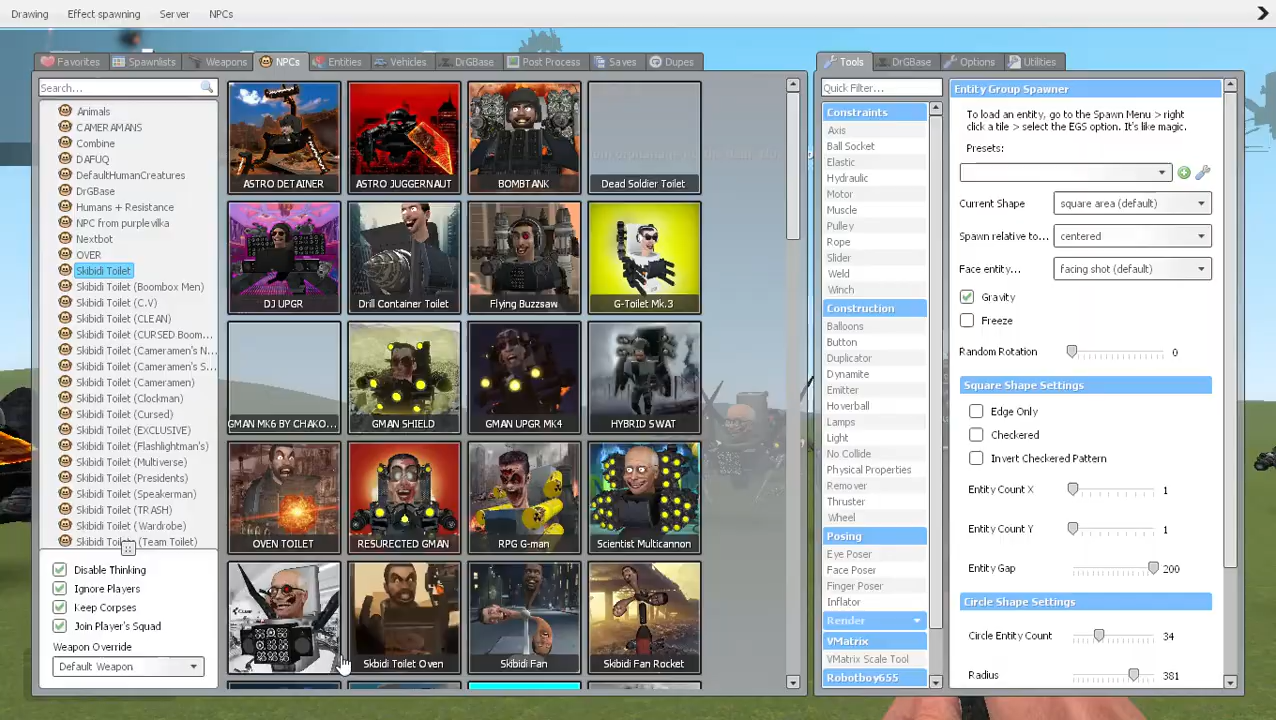 Drawing Effect spawning Server NPCs
Favorites Spawnlists Weapons NPCs Entities Vehicles DrGBase Post Process Saves Dupes
Search...
Animals
CAMERAMANS
Combine
DAFUQ
DefaultHumanCreatures
DrGBase
Humans + Resistance
NPC from purplevilka
Nextbot
OVER
Skibidi Toilet
Skibidi Toilet (Boombox Men)
Skibidi Toilet (C.V)
Skibidi Toilet (CLEAN)
Skibidi Toilet (CURSED Boom...
Skibidi Toilet (Cameramen's N...
Skibidi Toilet (Cameramen's S...
Skibidi Toilet (Cameramen)
Skibidi Toilet (Clockman)
Skibidi Toilet (Cursed)
Skibidi Toilet (EXCLUSIVE)
Skibidi Toilet (Flashlightman's)
Skibidi Toilet (Multiverse)
Skibidi Toilet (Presidents)
Skibidi Toilet (Speakerman)
Skibidi Toilet (TRASH)
Skibidi Toilet (Wardrobe)
Skibidi Toilet (Team Toilet)
Disable Thinking
Ignore Players
Keep Corpses
Join Player's Squad
Weapon Override
Default Weapon
ASTRO DETAINER
ASTRO JUGGERNAUT
BOMBTANK
Dead Soldier Toilet
DJ UPGR
Drill Container Toilet
Flying Buzzsaw
G-Toilet Mk.3
GMAN MK6 BY CHAKO...
GMAN SHIELD
GMAN UPGR MK4
HYBRID SWAT
OVEN TOILET
RESURECTED GMAN
RPG G-man
Scientist Multicannon
Skbidi Toilet Oven
Skibidi Fan
Skibidi Fan Rocket
Tools DrGBase Options Utilities
Quick Filter...
Constraints
Axis
Ball Socket
Elastic
Hydraulic
Motor
Muscle
Pulley
Rope
Slider
Weld
Winch
Construction
Balloons
Button
Duplicator
Dynamite
Emitter
Hoverball
Lamps
Light
No Collide
Physical Properties
Remover
Thruster
Wheel
Posing
Eye Poser
Face Poser
Finger Poser
Inflator
Render
VMatrix
VMatrix Scale Tool
Robotboy655
Entity Group Spawner
To load an entity, go to the Spawn Menu > right
click a tile > select the EGS option. It's like magic.
Presets:
Current Shape square area (default)
Spawn relative to... centered
Face entity... facing shot (default)
Gravity
Freeze
Random Rotation 0
Square Shape Settings
Edge Only
Checkered
Invert Checkered Pattern
Entity Count X 1
Entity Count Y 1
Entity Gap 200
Circle Shape Settings
Circle Entity Count 34
Radius 381